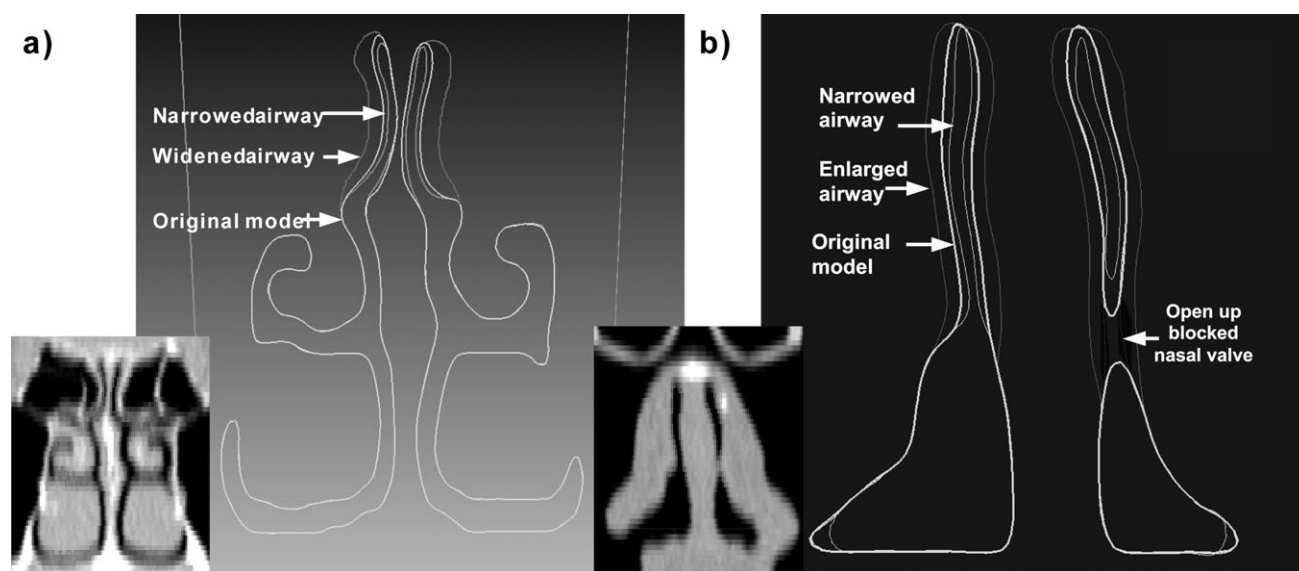 a)
Narrowedairway
Widenedairway
Original model
b)
Narrowed
airway
Enlarged
airway
Original
model
Open up
blocked
nasal valve